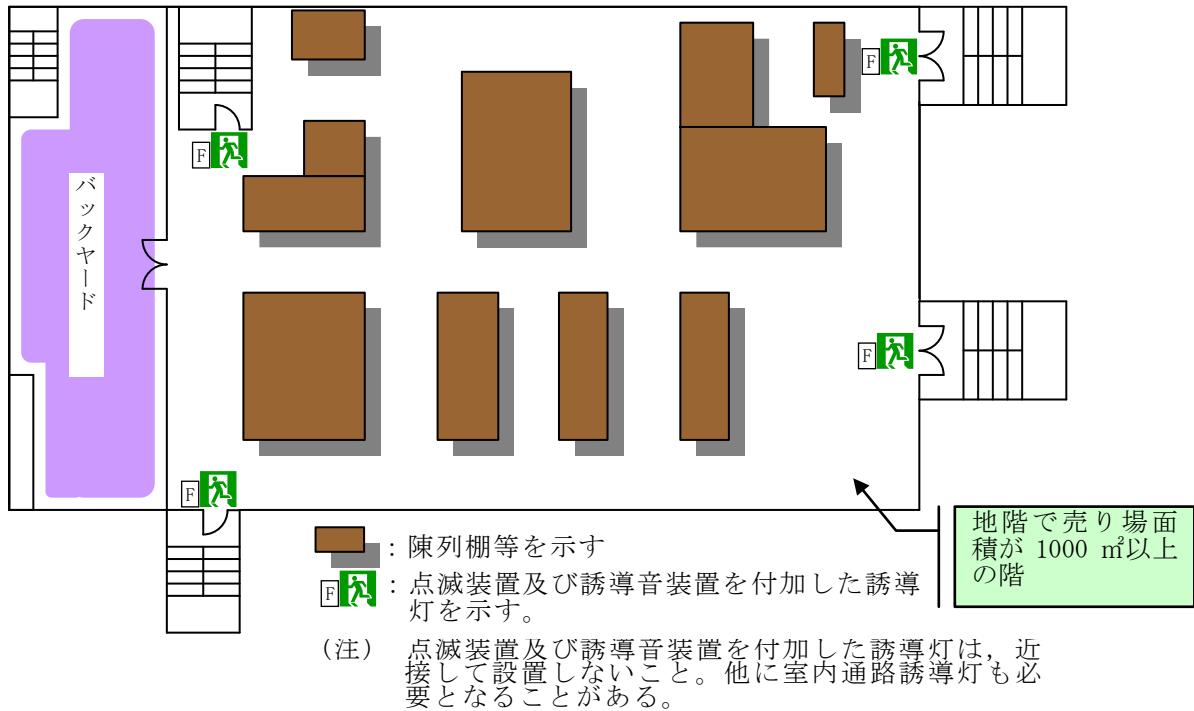 F
F
バックヤード
F
F
地階で売り場面
積が 1000 ㎡以上
の階
：陳列棚等を示す
F：点滅装置及び誘導音装置を付加した誘導
灯を示す。
(注) 点滅装置及び誘導音装置を付加した誘導灯は，近
接して設置しないこと。他に室内通路誘導灯も必
要となることがある。